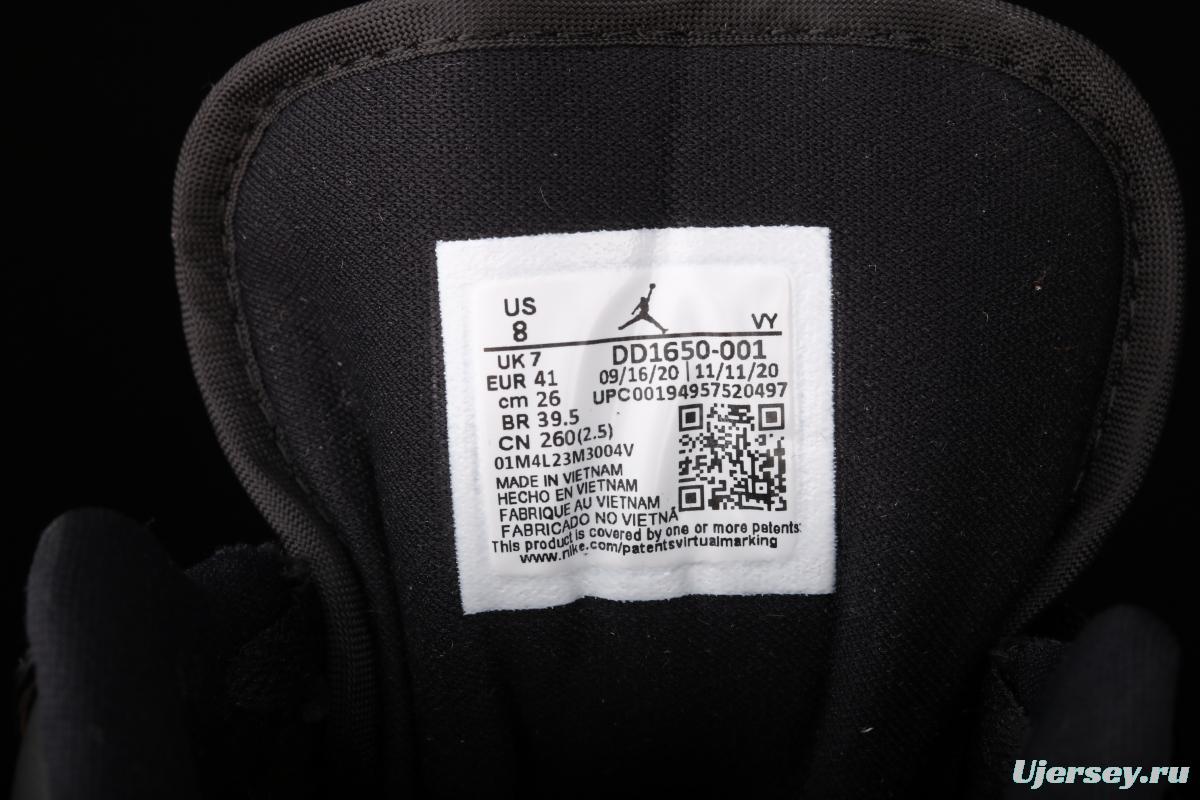 US
8
VY
UK 7
EUR 41
cm 26
BR 39.5
CN 260(2.5)
DD1650-001
09/16/20 | 11/11/20
UPC00194957520497
01M4L23M3004V
MADE IN VIETNAM
HECHO EN VIETNAM
FABRIQUE AU VIETNAM
FABRICADO NO VIETNA
This product is covered by one or more patents:
www.nike.com/patentsvirtualmarking
Ujersey.ru